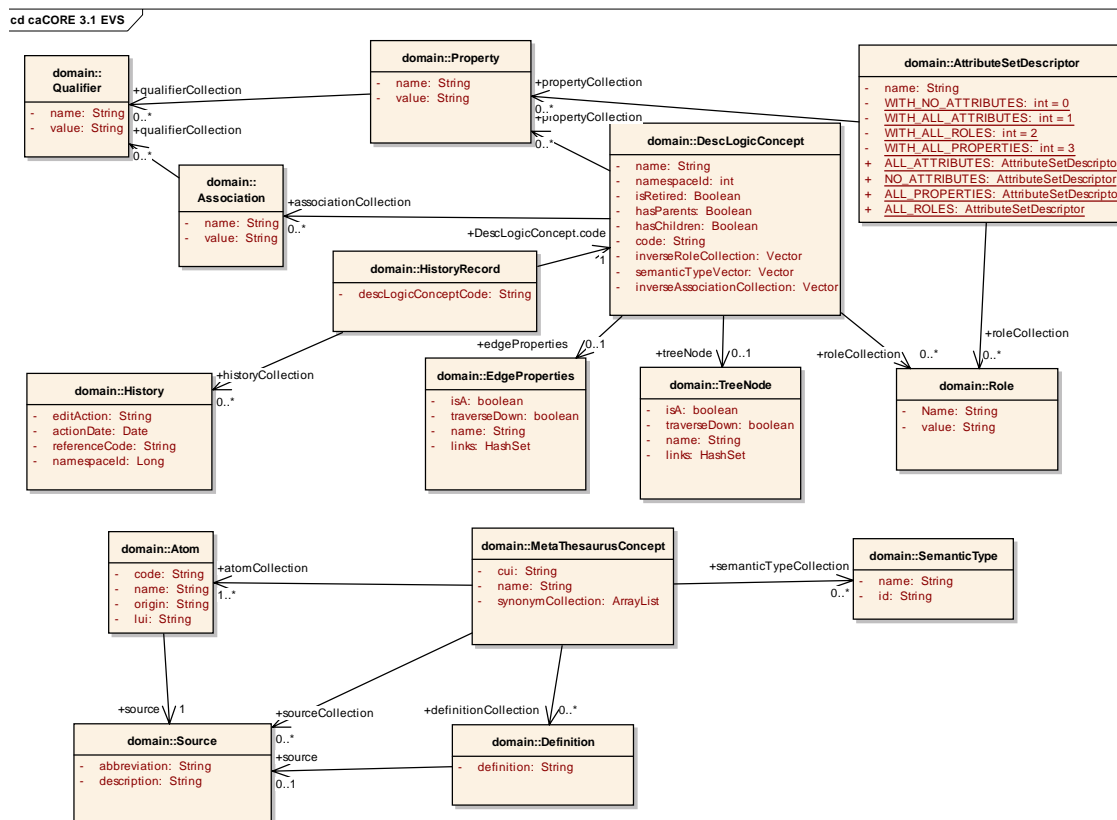 cd caCORE 3.1 EVS
domain::
Qualifier
- name: String
- value: String
+qualifierCollection
0..*
+qualifierCollection
0..*
domain::Property
- name: String
- value: String
+propertyCollection
0..*
+propertyCollection
0..*
domain::AttributeSetDescriptor
- name: String
- WITH_NO_ATTRIBUTES: int = 0
- WITH_ALL_ATTRIBUTES: int = 1
- WITH_ALL_ROLES: int = 2
- WITH_ALL_PROPERTIES: int = 3
+ ALL_ATTRIBUTES: AttributeSetDescripto
+ NO_ATTRIBUTES: AttributeSetDescriptor
+ ALL_PROPERTIES: AttributeSetDescripto
+ ALL_ROLES: AttributeSetDescriptor
domain::
Association
- name: String
- value: String
+associationCollection
0..*
domain::DescLogicConcept
- name: String
- namespaceId: int
- isRetired: Boolean
- hasParents: Boolean
- hasChildren: Boolean
- code: String
- inverseRoleCollection: Vector
- semanticTypeVector: Vector
- inverseAssociationCollection: Vector
+DescLogicConcept.code
1
domain::HistoryRecord
- descLogicConceptCode: String
+historyCollection
0..*
+edgeProperties
0..1
+treeNode
0..1
+roleCollection
0..*
+roleCollection
0..*
domain::History
- editAction: String
- actionDate: Date
- referenceCode: String
- namespaceId: Long
domain::EdgeProperties
- isA: boolean
- traverseDown: boolean
- name: String
- links: HashSet
domain::TreeNode
- isA: boolean
- traverseDown: boolean
- name: String
- links: HashSet
domain::Role
- Name: String
- value: String
domain::Atom
- code: String
- name: String
- origin: String
- lui: String
+atomCollection
1..*
domain::MetaThesaurusConcept
- cui: String
- name: String
- synonymCollection: ArrayList
+semanticTypeCollection
0..*
domain::SemanticType
- name: String
- id: String
+source
1
+sourceCollection
0..*
+definitionCollection
0..*
domain::Source
- abbreviation: String
- description: String
+source
0..1
domain::Definition
- definition: String